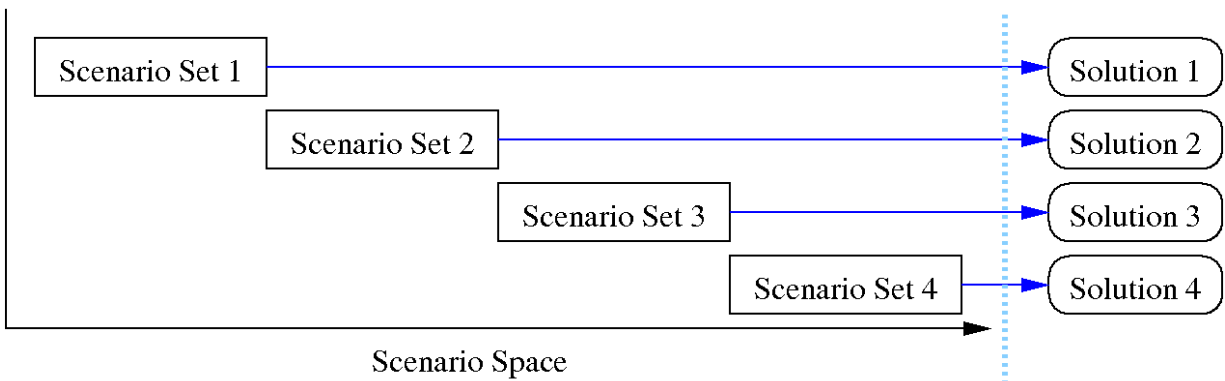 Scenario Set 1
Solution 1
Scenario Set 2
Solution 2
Scenario Set 3
Solution 3
Scenario Set 4
Solution 4
Scenario Space